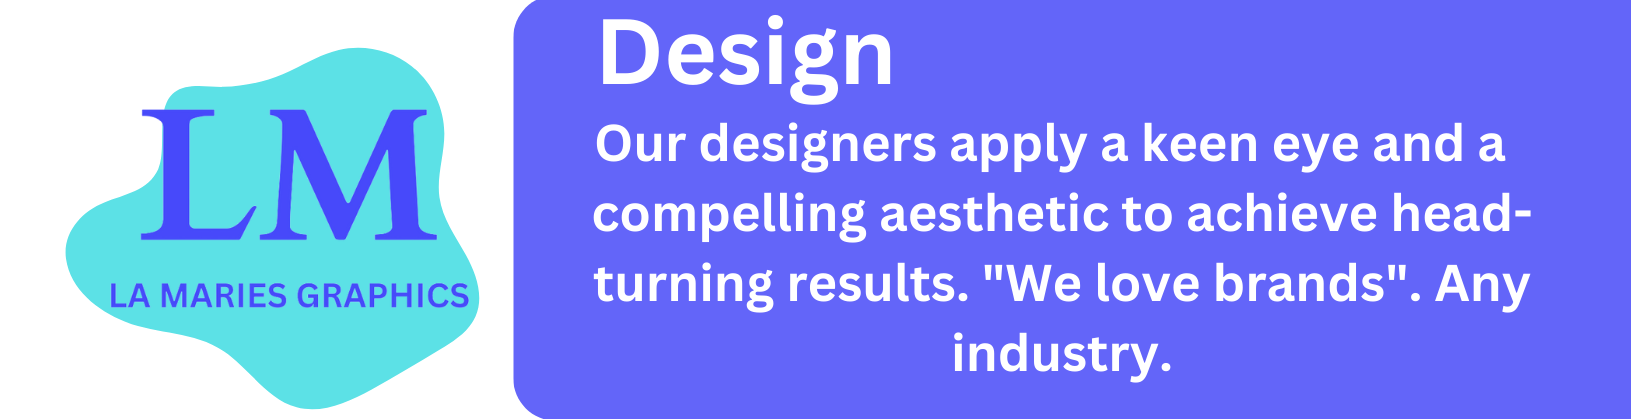 LM
LA MARIES GRAPHICS
Design
Our designers apply a keen eye and a
compelling aesthetic to achieve head-
turning results. "We love brands". Any
industry.